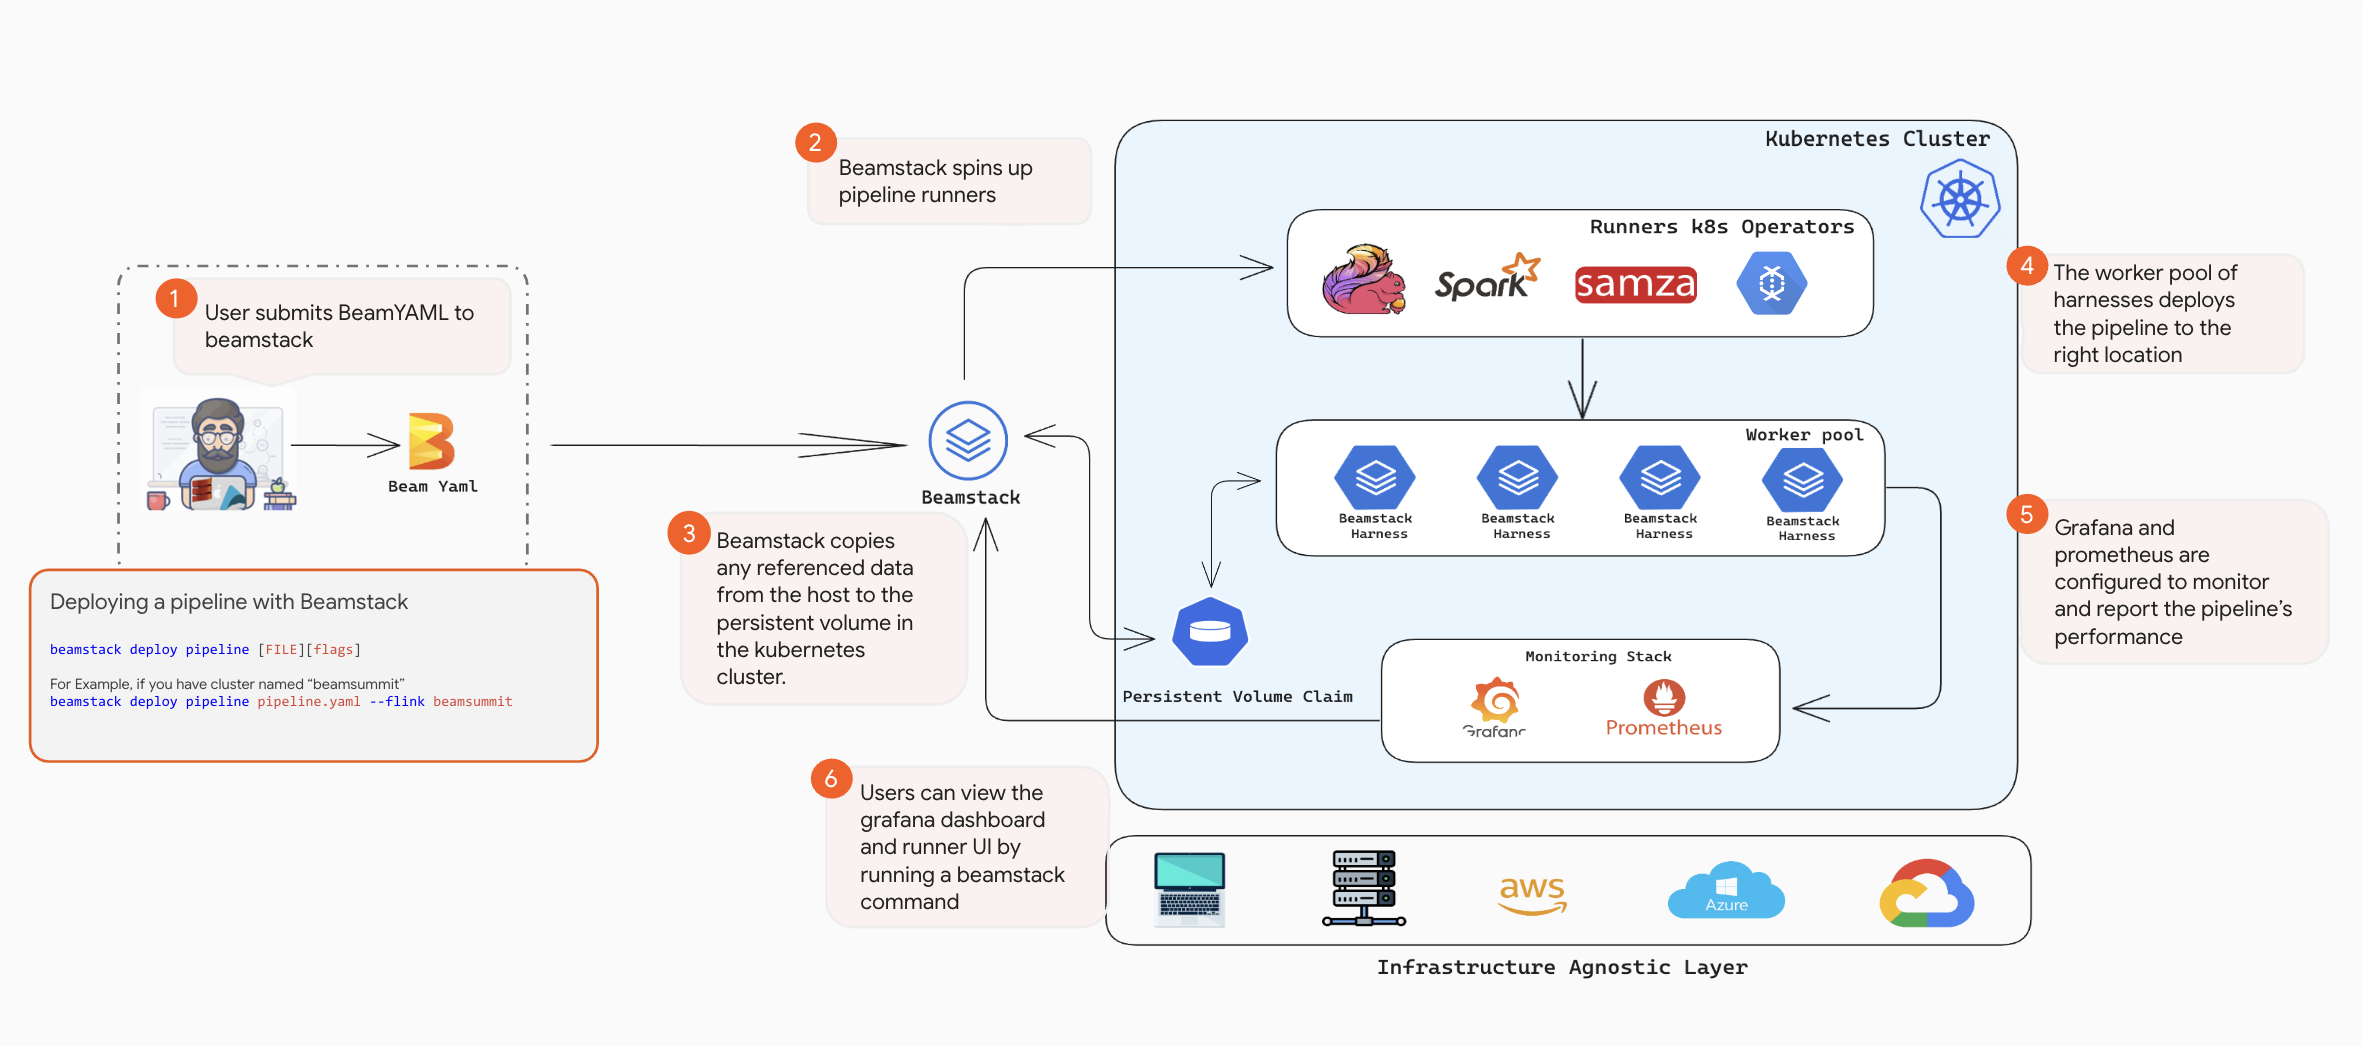 1
User submits BeamYAML to
beamstack
Beam Yaml
Deploying a pipeline with Beamstack
beamstack deploy pipeline [FILE][flags]
For Example, if you have cluster named “beamsummit”
beamstack deploy pipeline pipeline.yaml --flink beamsummit
2
Beamstack spins up
pipeline runners
Beamstack
3
Beamstack copies
any referenced data
from the host to the
persistent volume in
the kubernetes
cluster.
Kubernetes Cluster
Runners k8s Operators
Spark
samza
4
The worker pool of
harnesses deploys
the pipeline to the
right location
Worker pool
Beamstack
Harness
Beamstack
Harness
Beamstack
Harness
Beamstack
Harness
Persistent Volume Claim
5
Grafana and
prometheus are
configured to monitor
and report the pipeline’s
performance
Monitoring Stack
Grafana
Prometheus
6
Users can view the
grafana dashboard
and runner UI by
running a beamstack
command
aws
Azure
Infrastructure Agnostic Layer